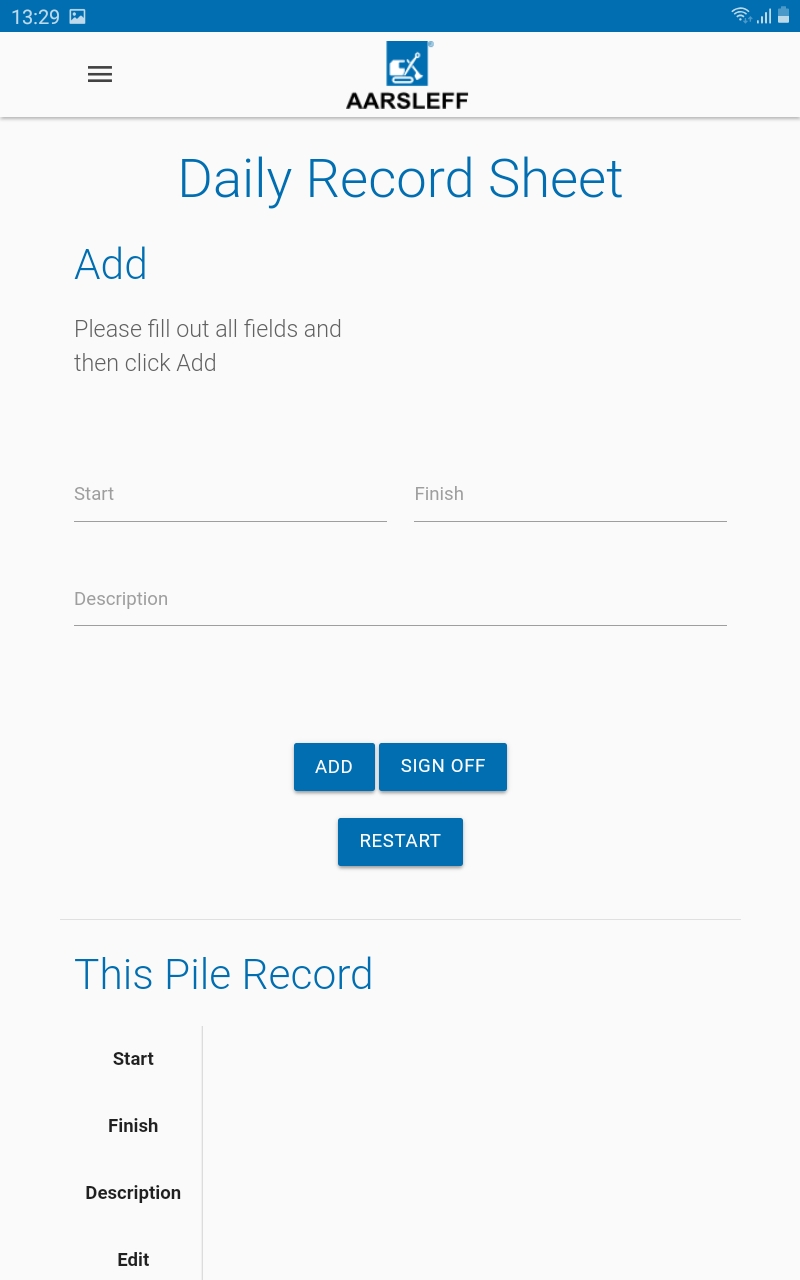 13:29
AARSLEFF
Daily Record Sheet
Add
Please fill out all fields and
then click Add
Start Finish
Description
ADD SIGN OFF
RESTART
This Pile Record
Start
Finish
Description
Edit